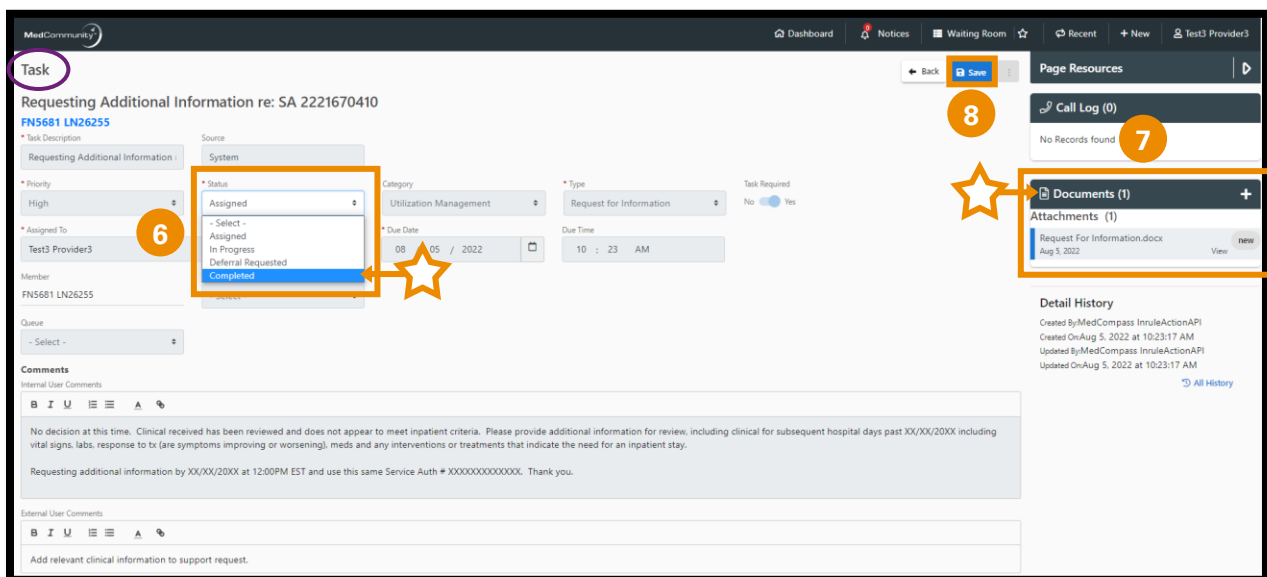 MedCommunity
Dashboard Notices Waiting Room Recent + New Test3 Provider3
Task
Back Save
8
Page Resources
Requesting Additional Information re: SA 2221670410
FN5681 LN26255
Call Log (0)
No Records found
7
* Task Description Source
Requesting Additional Information System
* Priority * Status Category * Type Task Required
High Assigned Utilization Management Request for Information No Yes
- Select -
Assigned
In Progress
Deferral Requested
Completed
6
* Assigned To * Due Date Due Time
Test3 Provider3 08 / 05 / 2022 10 : 23 AM
Member
FN5681 LN26255 - Select -
Documents (1) +
Attachments (1)
Request For Information.docx new
Aug 5, 2022 View
Queue
- Select -
Detail History
Created By:MedCompass InruleActionAPI
Created On:Aug 5, 2022 at 10:23:17 AM
Updated By:MedCompass InruleActionAPI
Updated On:Aug 5, 2022 at 10:23:17 AM
All History
Comments
Internal User Comments
B I U A
No decision at this time. Clinical received has been reviewed and does not appear to meet inpatient criteria. Please provide additional information for review, including clinical for subsequent hospital days past XX/XX/20XX including
vital signs, labs, response to tx (are symptoms improving or worsening), meds and any interventions or treatments that indicate the need for an inpatient stay.
Requesting additional information by XX/XX/20XX at 12:00PM EST and use this same Service Auth # XXXXXXXXXXXXX. Thank you.
External User Comments
B I U A
Add relevant clinical information to support request.